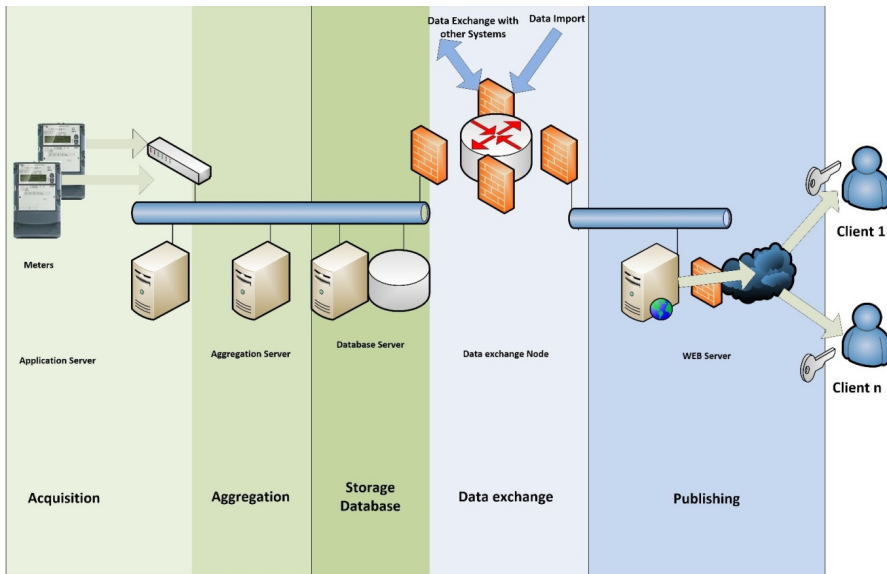 Data Exchange with
other Systems
Data Import
Meters
Client 1
Application Server
Aggregation Server
Database Server
Data exchange Node
WEB Server
Client n
Acquisition
Aggregation
Storage
Database
Data exchange
Publishing